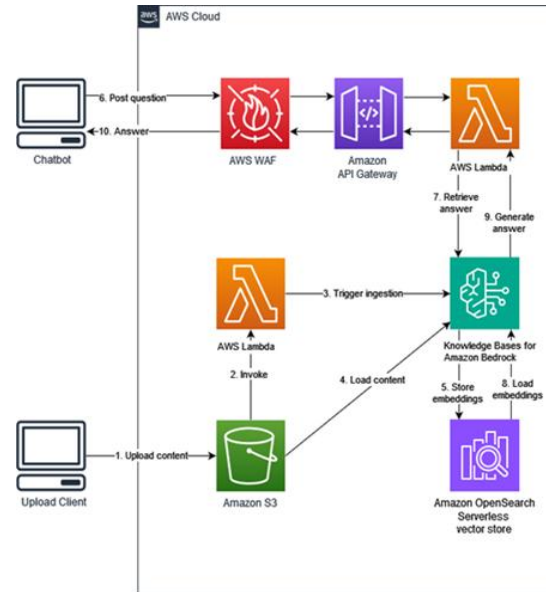 aws
AWS Cloud
6. Post question
10. Answer
Chatbot
AWS WAF
Amazon
API Gateway
AWS Lambda
7. Retrieve
answer
9. Generate
answer
3. Trigger ingestion
AWS Lambda
Knowledge Bases for
Amazon Bedrock
2. Invoke
4. Load content
5. Store
embeddings
8. Load
embeddings
1. Upload content
Upload Client
Amazon S3
Amazon OpenSearch
Serverless
vector store